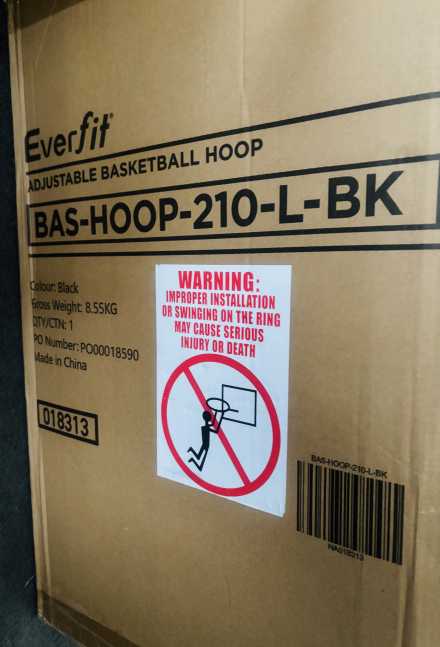 Everfit
ADJUSTABLE BASKETBALL HOOP
BAS-HOOP-210-L-BK
Colour: Black
Gross Weight: 8.55KG
QTY/CTN: 1
PO Number: PO00018590
Made in China
018313
WARNING:
IMPROPER INSTALLATION
OR SWINGING ON THE RING
MAY CAUSE SERIOUS
INJURY OR DEATH
BAS-HOOP-210-L-BK